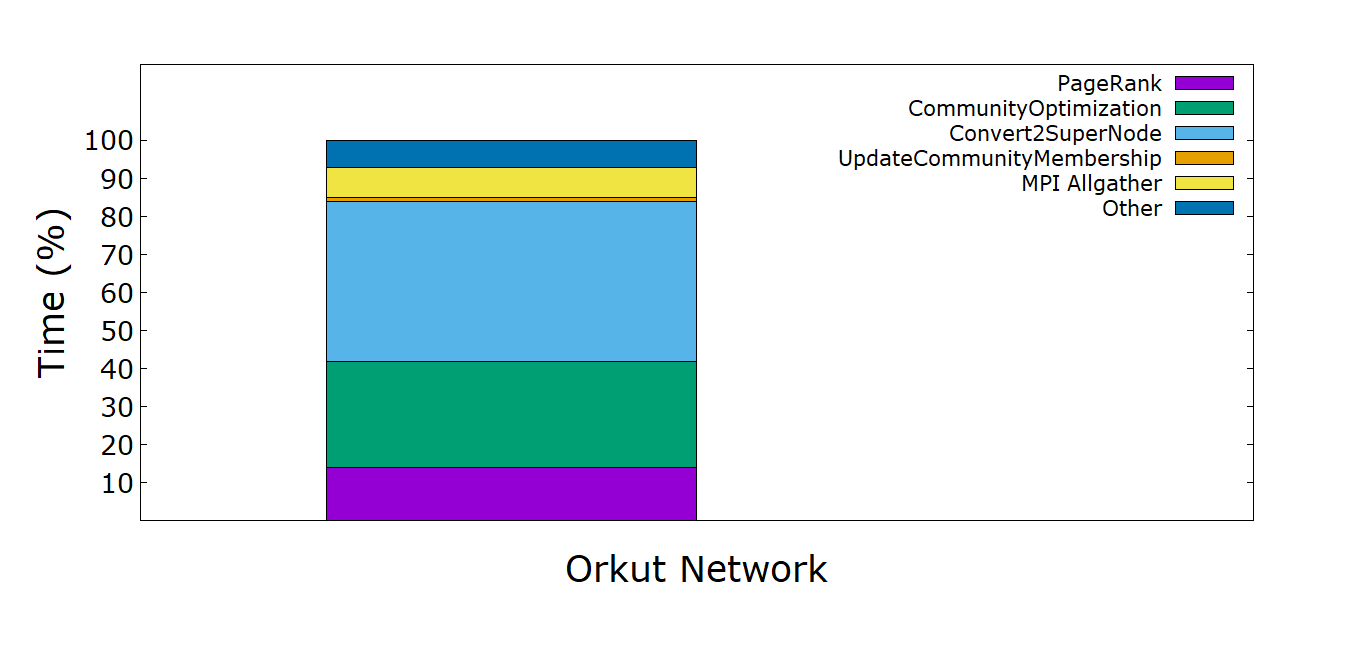 PageRank
CommunityOptimization
Convert2SuperNode
UpdateCommunityMembership
MPI Allgather
Other
100
90
80
70
60
50
40
30
20
10
Time (%)
Orkut Network